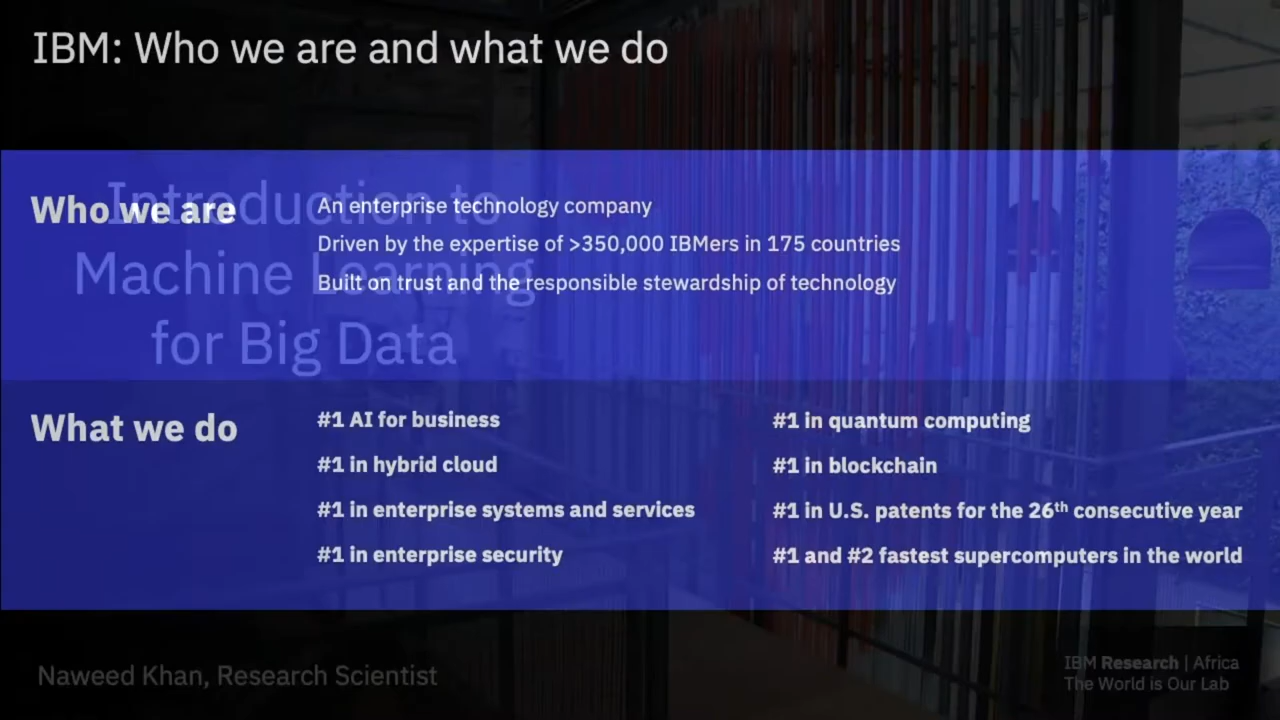 IBM: Who we are and what we do
Introduction to
Machine Learning
for Big Data
Who we are
An enterprise technology company
Driven by the expertise of >350,000 IBMers in 175 countries
Built on trust and the responsible stewardship of technology
What we do
#1 AI for business
#1 in hybrid cloud
#1 in enterprise systems and services
#1 in enterprise security
#1 in quantum computing
#1 in blockchain
#1 in U.S. patents for the 26th consecutive year
#1 and #2 fastest supercomputers in the world
Naweed Khan, Research Scientist
IBM Research | Africa
The World is Our Lab